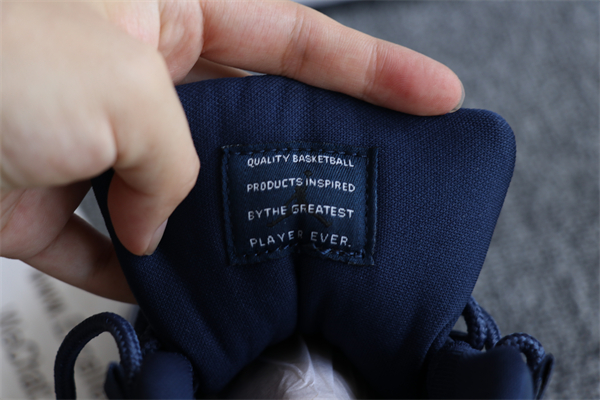 QUALITY BASKETBALL
PRODUCTS INSPIRED
BY THE GREATEST
PLAYER EVER.